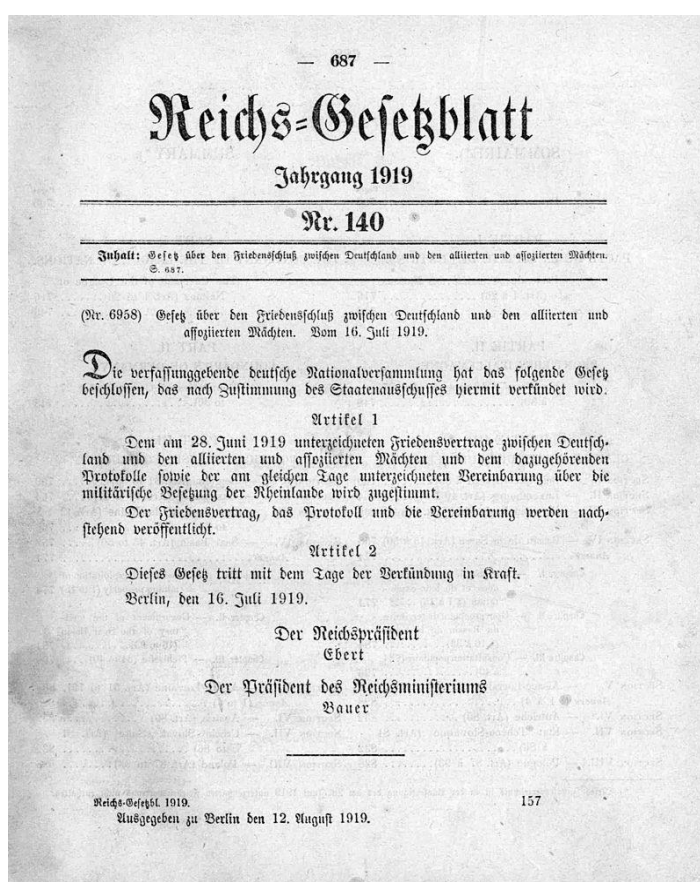 — 687 —
Reichs-Gesetzblatt
Jahrgang 1919
Nr. 140
Inhalt: Gesetz über den Friedensschluß zwischen Deutschland und den alliierten und assoziierten Mächten.
S. 687.
(Nr. 6958) Gesetz über den Friedensschluß zwischen Deutschland und den alliierten und
assoziierten Mächten. Vom 16. Juli 1919.
Die verfassunggebende deutsche Nationalversammlung hat das folgende Gesetz
beschlossen, das nach Zustimmung des Staatenausschusses hiermit verkündet wird.
Artikel 1
Dem am 28. Juni 1919 unterzeichneten Friedensvertrage zwischen Deutsch-
land und den alliierten und assoziierten Mächten und dem dazugehörenden
Protokolle sowie der am gleichen Tage unterzeichneten Vereinbarung über die
militärische Besetzung der Rheinlande wird zugestimmt.
Der Friedensvertrag, das Protokoll und die Vereinbarung werden nach-
stehend veröffentlicht.
Artikel 2
Dieses Gesetz tritt mit dem Tage der Verkündung in Kraft.
Berlin, den 16. Juli 1919.
Der Reichspräsident
Ebert
Der Präsident des Reichsministeriums
Bauer
Reichs-Gesetzbl. 1919. 157
Ausgegeben zu Berlin den 12. August 1919.